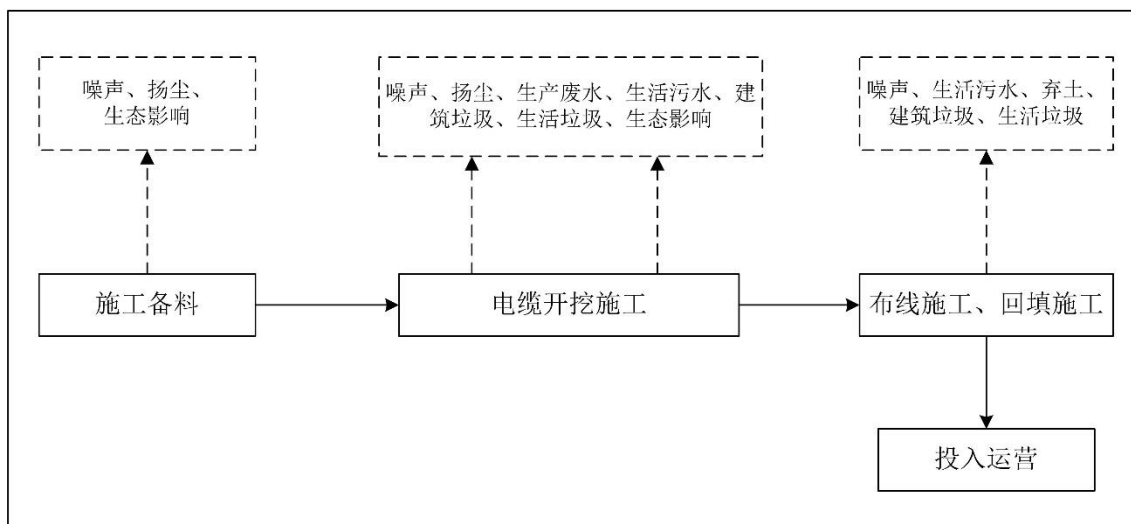 噪声、扬尘、
生态影响
噪声、扬尘、生产废水、生活污水、建
筑垃圾、生活垃圾、生态影响
噪声、生活污水、弃土、
建筑垃圾、生活垃圾
施工备料
电缆开挖施工
布线施工、回填施工
投入运营